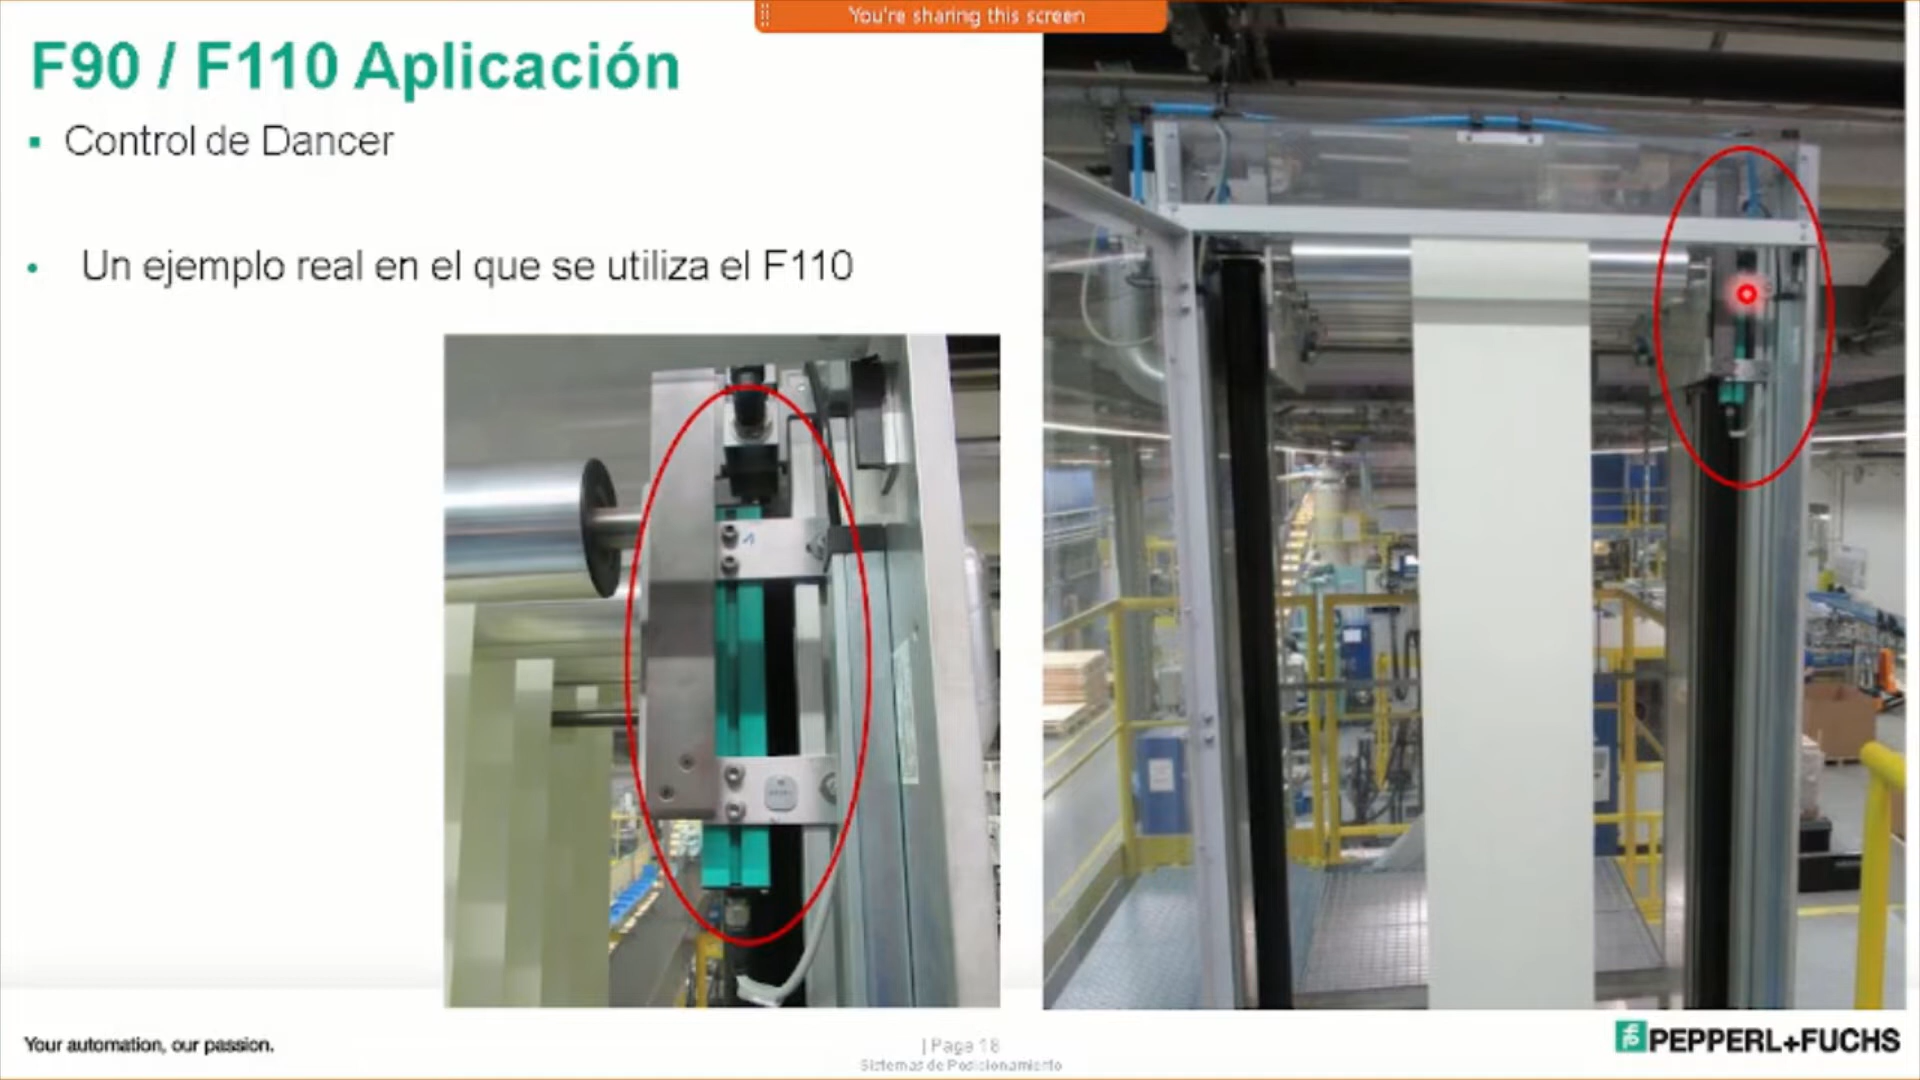 You're sharing this screen
F90 / F110 Aplicación
Control de Dancer
Un ejemplo real en el que se utiliza el F110
Your automation, our passion.
| Page 18
Sistemas de Posicionamiento
PEPPERL+FUCHS